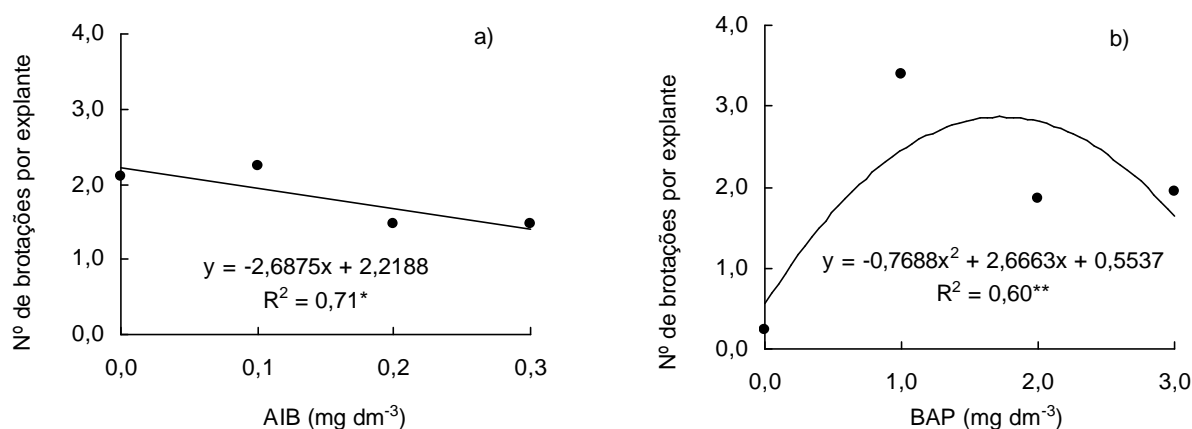 a)
Nº de brotações por explante
4,0
3,0
2,0
1,0
0,0
y = -2,6875x + 2,2188
R² = 0,71*
0,0 0,1 0,2 0,3
AIB (mg dm⁻³)
b)
Nº de brotações por explante
4,0
3,0
2,0
1,0
0,0
y = -0,7688x² + 2,6663x + 0,5537
R² = 0,60**
0,0 1,0 2,0 3,0
BAP (mg dm⁻³)